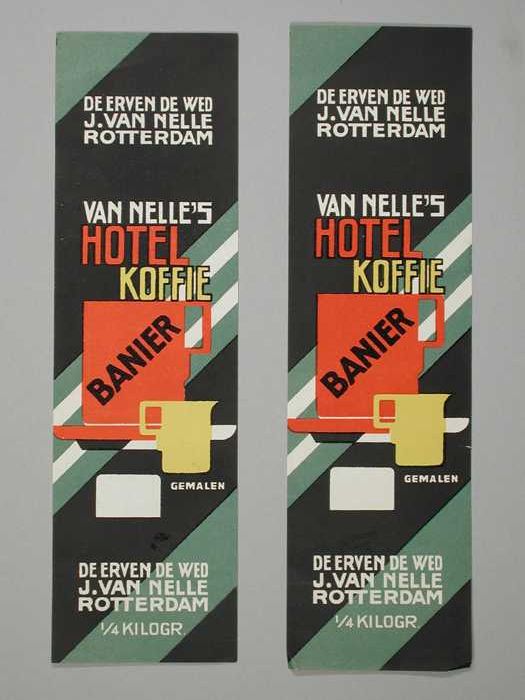 DE ERVEN DE WED
J. VAN NELLE
ROTTERDAM
VAN NELLE'S
HOTEL
KOFFIE
BANIER
GEMALEN
DE ERVEN DE WED
J. VAN NELLE
ROTTERDAM
1/4 KILOGR.
DE ERVEN DE WED
J. VAN NELLE
ROTTERDAM
VAN NELLE'S
HOTEL
KOFFIE
BANIER
GEMALEN
DE ERVEN DE WED
J. VAN NELLE
ROTTERDAM
1/4 KILOGR.